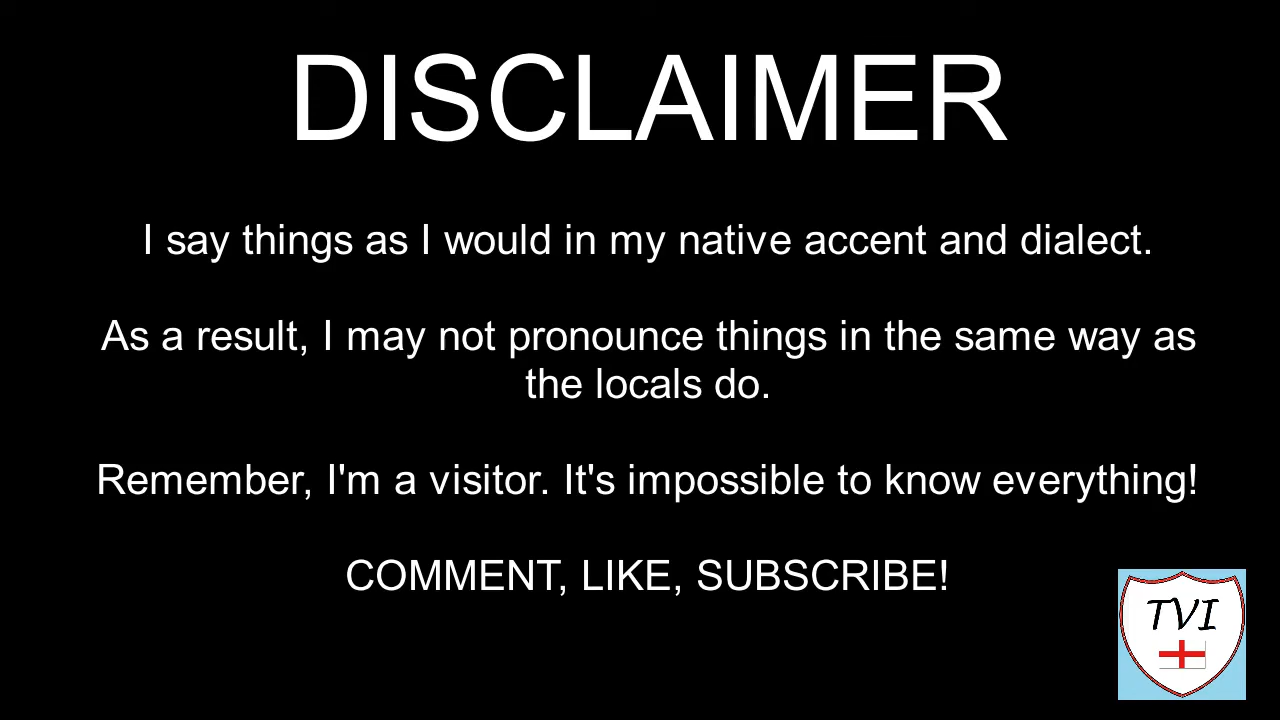 DISCLAIMER
I say things as I would in my native accent and dialect.
As a result, I may not pronounce things in the same way as
the locals do.
Remember, I'm a visitor. It's impossible to know everything!
COMMENT, LIKE, SUBSCRIBE!
TVI